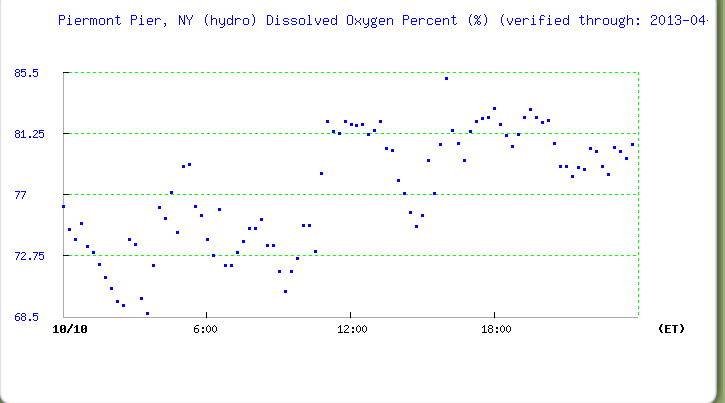 Piermont Pier, NY (hydro) Dissolved Oxygen Percent (%) (verified through: 2013-04-
85.5
81.25
77
72.75
68.5
10/10 6:00 12:00 18:00 (ET)